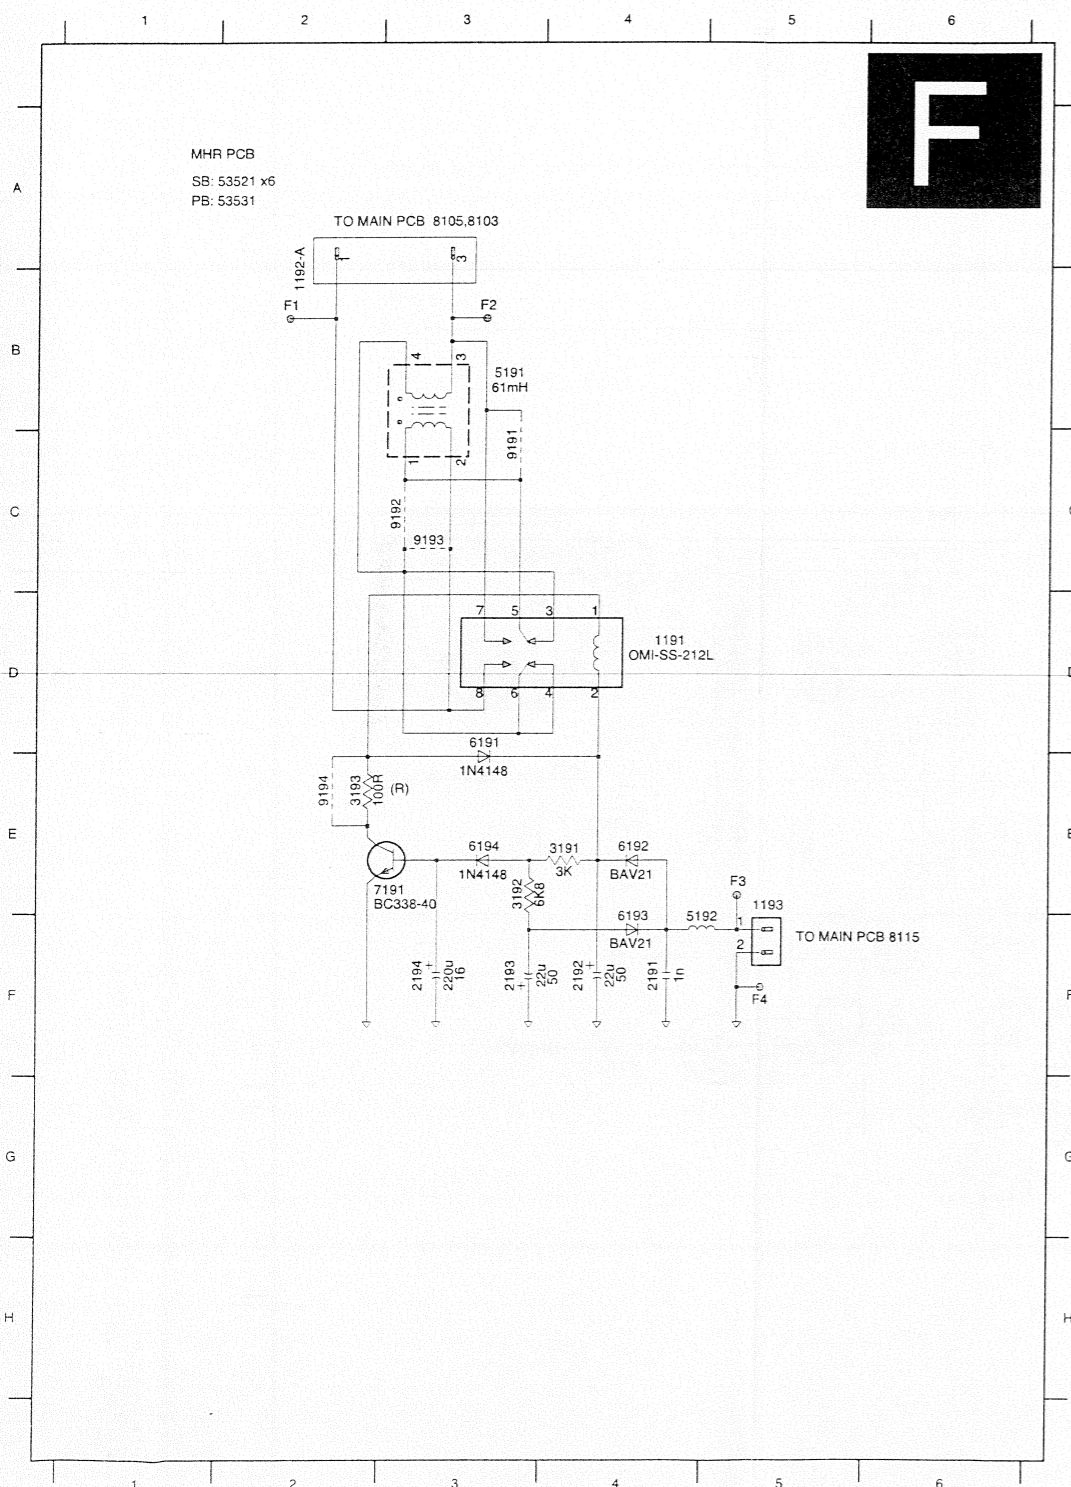 1 2 3 4 5 6
F
MHR PCB
SB: 53521 x6
PB: 53531
A
TO MAIN PCB 8105,8103
1192-A
1
3
F1
F2
B
4
3
5191
61mH
9191
1
2
C
9192
9193
7 5 3 1
1191
OMI-SS-212L
D
8 6 4 2
6191
1N4148
9194
3193
100R
(R)
E
6194
1N4148
3191
3K
6192
BAV21
3192
6K8
7191
BC338-40
F3
1193
6193
BAV21
5192
1
2
TO MAIN PCB 8115
2194
+
220u
16
2193
+
22u
50
2192
+
22u
50
2191
1n
F4
F
G
H
1 2 3 4 5 6